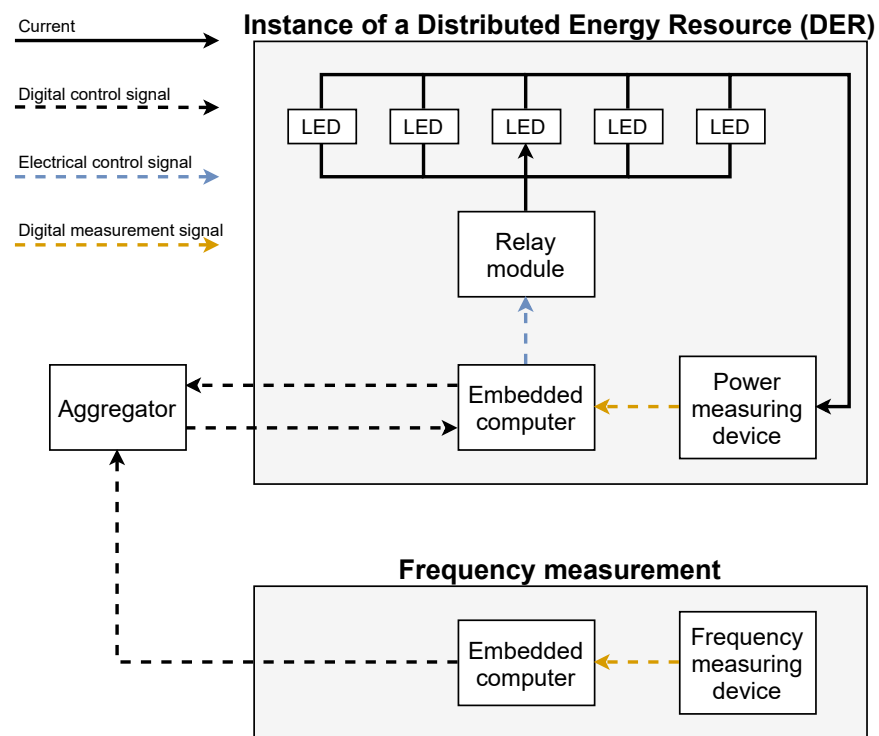 Current
Instance of a Distributed Energy Resource (DER)
Digital control signal
Electrical control signal
Digital measurement signal
LED
LED
LED
LED
LED
Relay
module
Aggregator
Embedded
computer
Power
measuring
device
Frequency measurement
Embedded
computer
Frequency
measuring
device